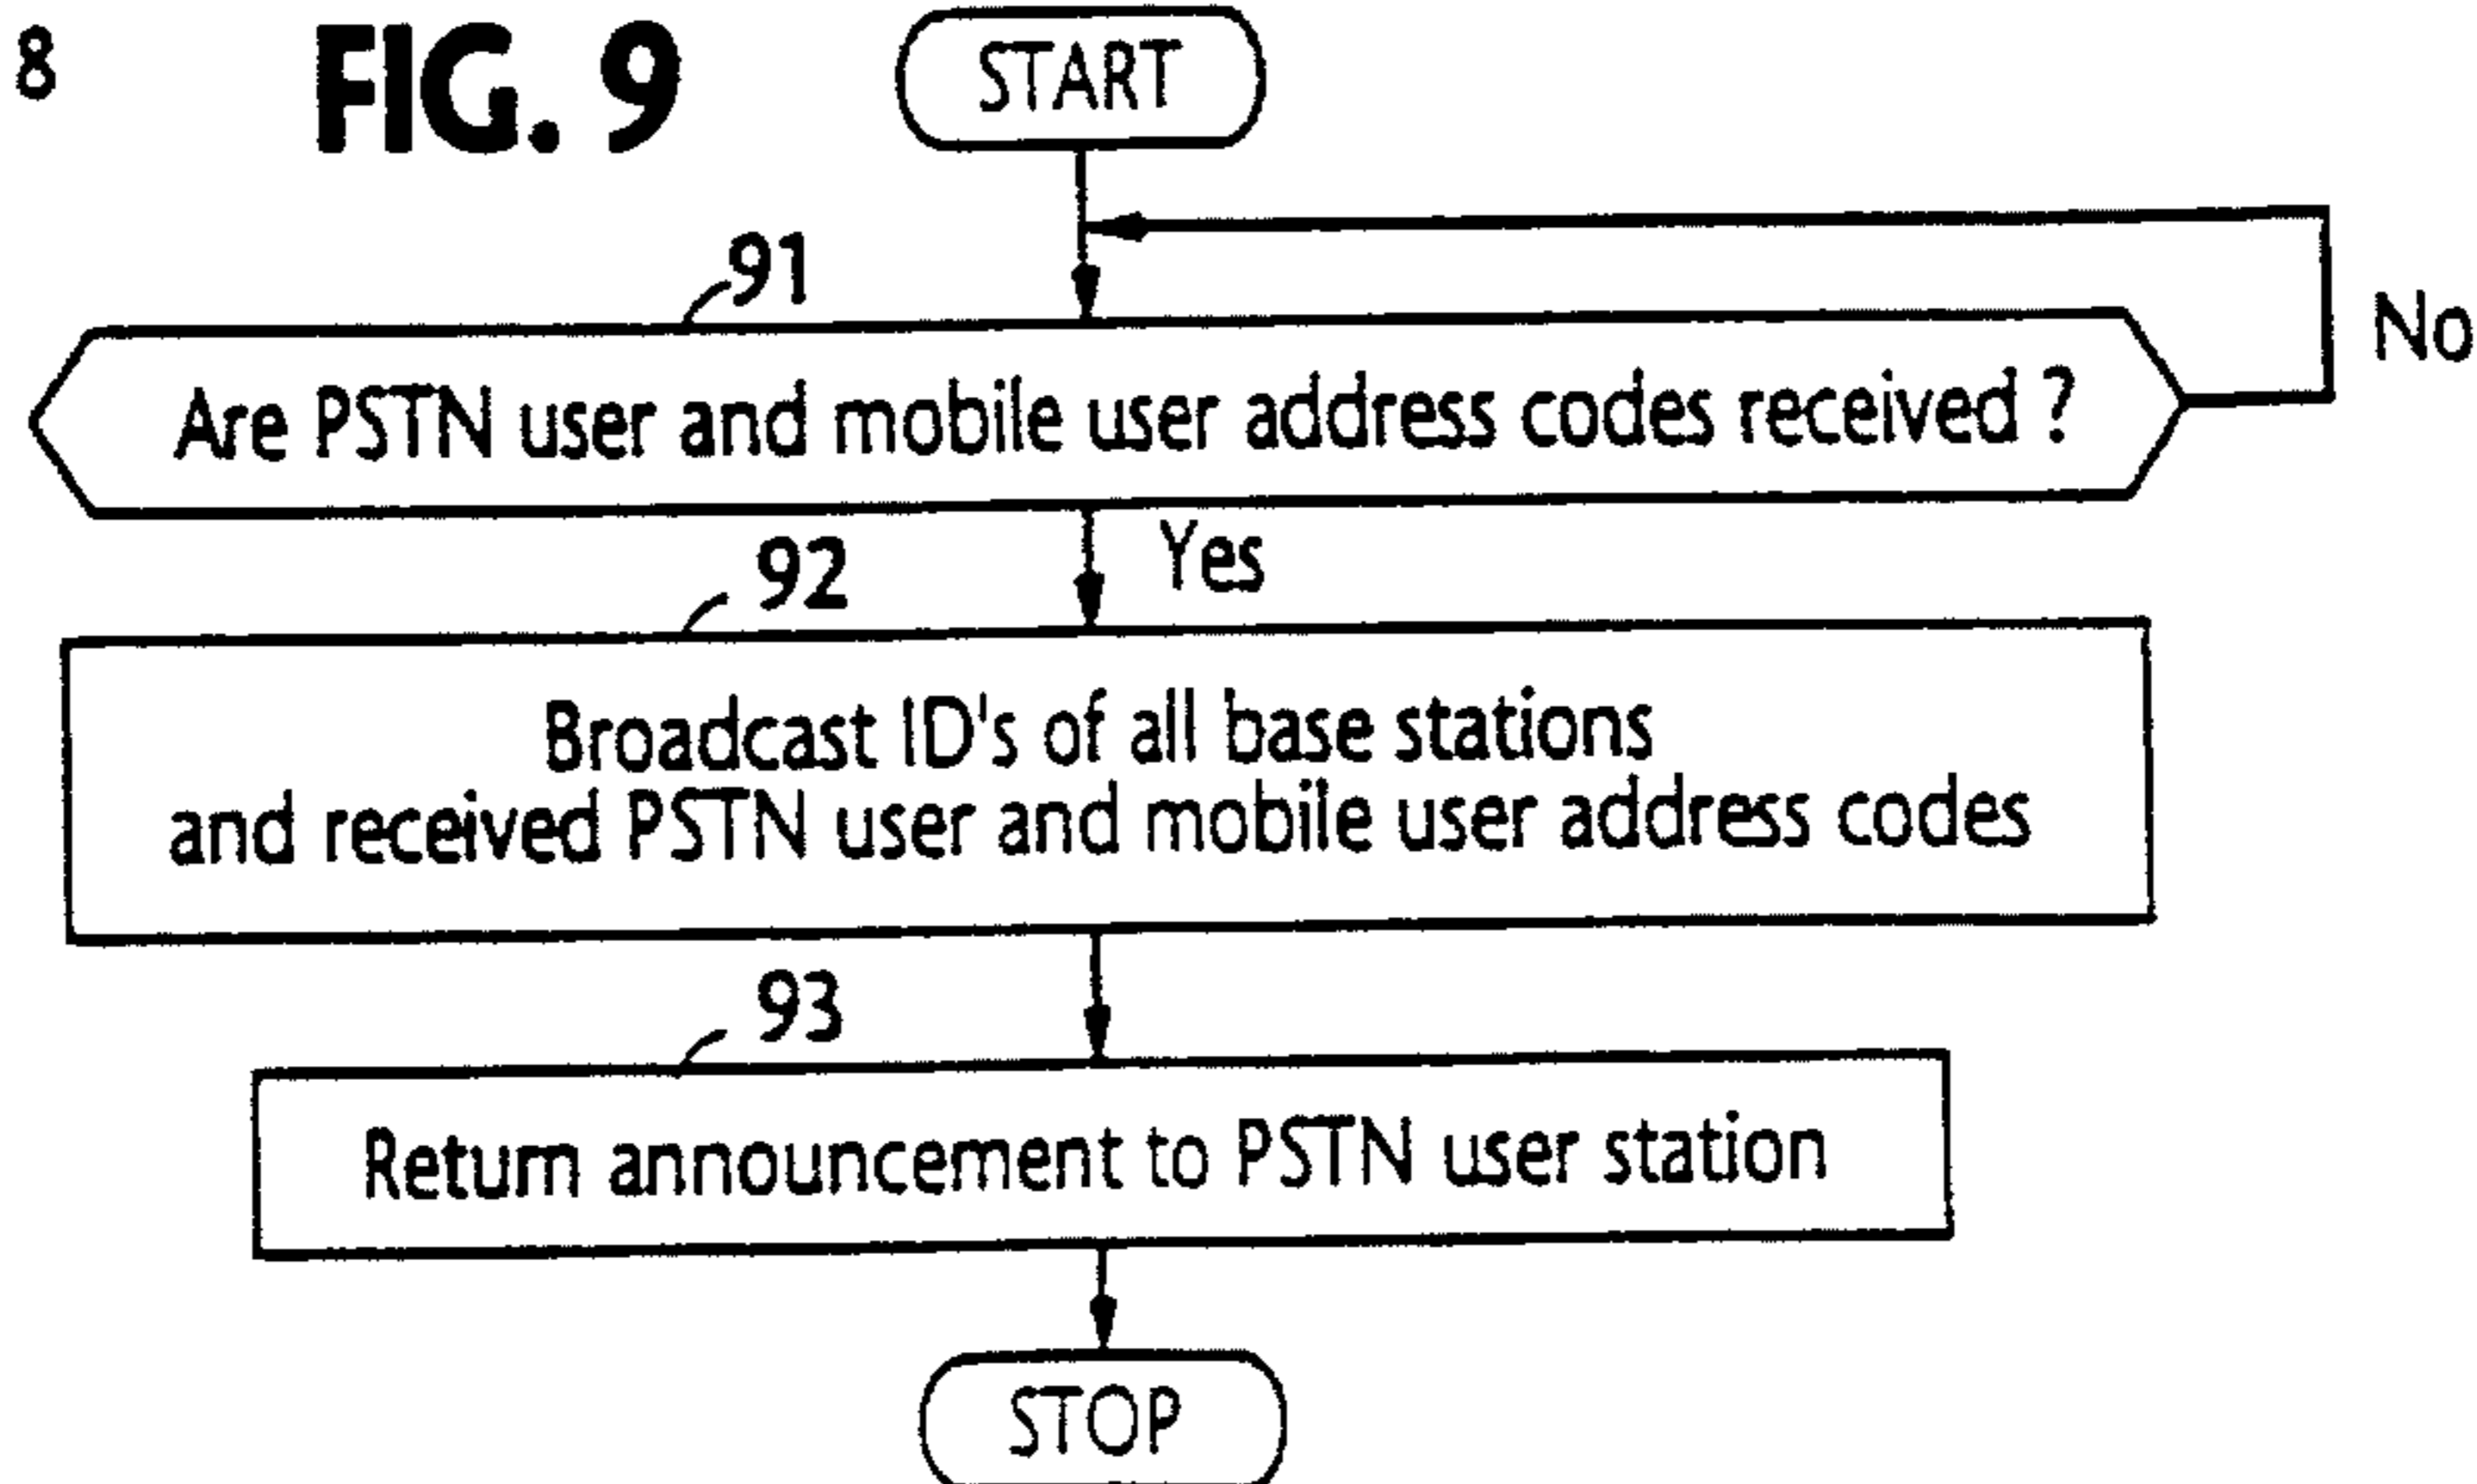 8
FIG. 9
START
91
No
Are PSTN user and mobile user address codes received ?
Yes
92
Broadcast ID's of all base stations
and received PSTN user and mobile user address codes
93
Return announcement to PSTN user station
STOP